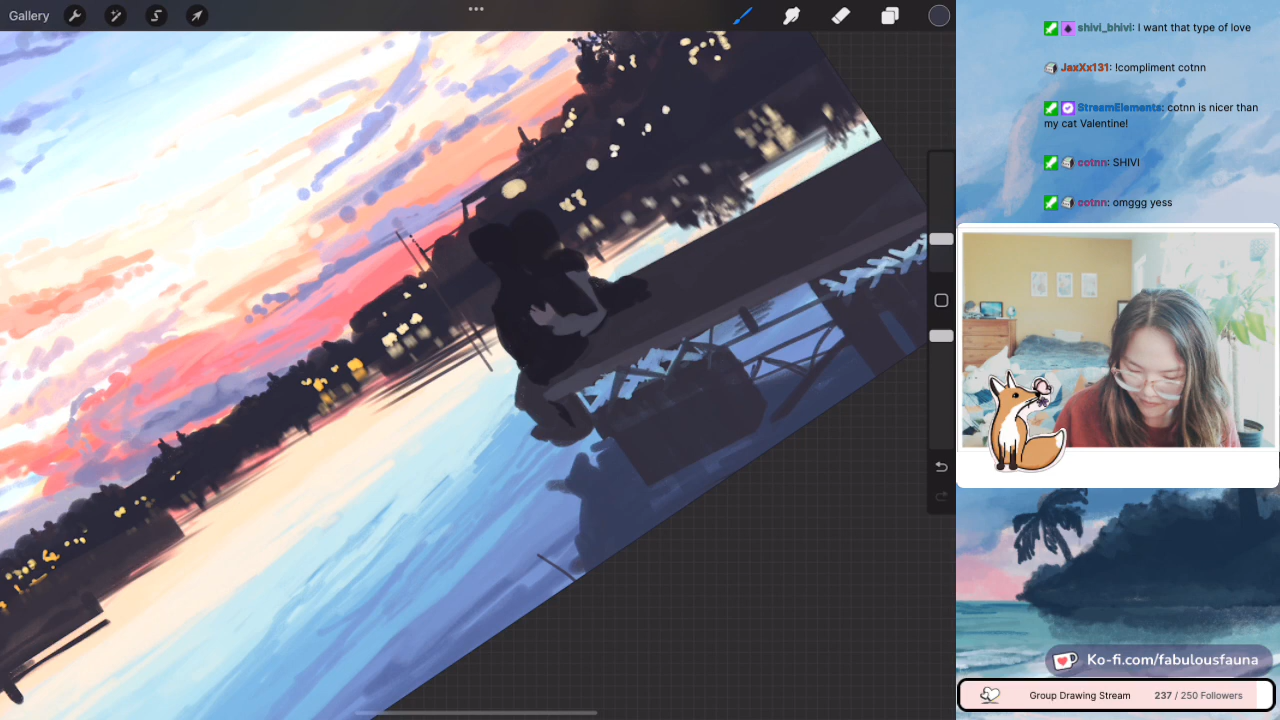 Gallery
shivi_bhivi: I want that type of love
JaxXx131: !compliment cotnn
StreamElements: cotnn is nicer than
my cat Valentine!
cotnn: SHIVI
cotnn: omggg yess
Ko-fi.com/fabulousfauna
Group Drawing Stream 237 / 250 Followers